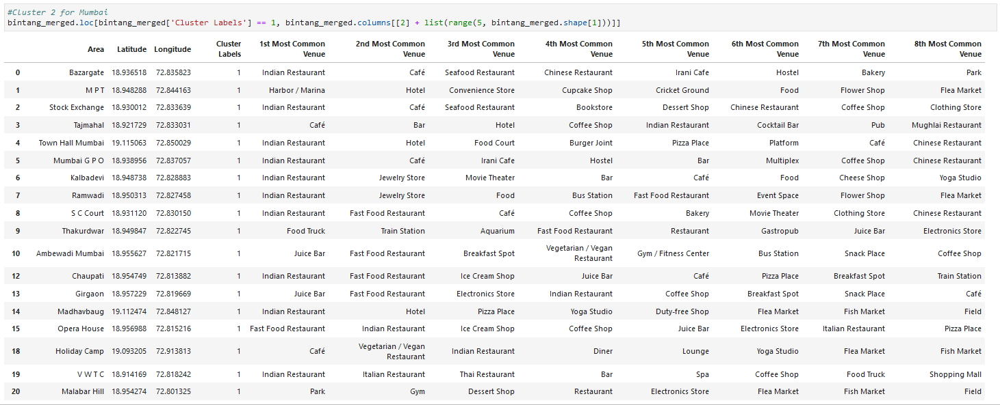 #Cluster 2 for Mumbai
bintang_merged.loc[bintang_merged['Cluster Labels'] == 1, bintang_merged.columns[[2] + list(range(5, bintang_merged.shape[1]))]]
Area Latitude Longitude Cluster Labels 1st Most Common Venue 2nd Most Common Venue 3rd Most Common Venue 4th Most Common Venue 5th Most Common Venue 6th Most Common Venue 7th Most Common Venue 8th Most Common Venue
0 Bazargate 18.936518 72.835823 1 Indian Restaurant Café Seafood Restaurant Chinese Restaurant Irani Cafe Hostel Bakery Park
1 M P T 18.948288 72.844163 1 Harbor / Marina Hotel Convenience Store Cupcake Shop Cricket Ground Food Flower Shop Flea Market
2 Stock Exchange 18.930012 72.833639 1 Indian Restaurant Café Seafood Restaurant Bookstore Dessert Shop Chinese Restaurant Coffee Shop Clothing Store
3 Tajmahal 18.921729 72.833031 1 Café Bar Hotel Coffee Shop Indian Restaurant Cocktail Bar Pub Mughlai Restaurant
4 Town Hall Mumbai 19.115063 72.850029 1 Indian Restaurant Hotel Food Court Burger Joint Pizza Place Platform Café Chinese Restaurant
5 Mumbai G P O 18.938956 72.837057 1 Indian Restaurant Café Irani Cafe Hostel Bar Multiplex Coffee Shop Chinese Restaurant
6 Kalbadevi 18.948738 72.828883 1 Indian Restaurant Jewelry Store Movie Theater Bar Café Food Cheese Shop Yoga Studio
7 Ramwadi 18.950313 72.827458 1 Indian Restaurant Jewelry Store Food Bus Station Fast Food Restaurant Event Space Flower Shop Flea Market
8 S C Court 18.931120 72.830150 1 Indian Restaurant Fast Food Restaurant Café Coffee Shop Bakery Movie Theater Clothing Store Chinese Restaurant
9 Thakurdwar 18.949847 72.822745 1 Food Truck Train Station Aquarium Fast Food Restaurant Restaurant Gastropub Juice Bar Electronics Store
10 Ambewadi Mumbai 18.955627 72.821715 1 Juice Bar Fast Food Restaurant Breakfast Spot Vegetarian / Vegan Restaurant Gym / Fitness Center Bus Station Snack Place Coffee Shop
12 Chaupati 18.954749 72.813882 1 Indian Restaurant Fast Food Restaurant Ice Cream Shop Juice Bar Café Pizza Place Breakfast Spot Train Station
13 Girgaon 18.957229 72.819669 1 Juice Bar Fast Food Restaurant Electronics Store Indian Restaurant Coffee Shop Breakfast Spot Snack Place Café
14 Madhavbaug 19.112474 72.848127 1 Indian Restaurant Hotel Pizza Place Yoga Studio Duty-free Shop Flea Market Fish Market Field
15 Opera House 18.956988 72.815216 1 Fast Food Restaurant Indian Restaurant Ice Cream Shop Coffee Shop Juice Bar Electronics Store Italian Restaurant Pizza Place
18 Holiday Camp 19.093205 72.913813 1 Café Vegetarian / Vegan Restaurant Indian Restaurant Diner Lounge Yoga Studio Flea Market Fish Market
19 V W T C 18.914169 72.818242 1 Indian Restaurant Italian Restaurant Thai Restaurant Bar Spa Coffee Shop Food Truck Shopping Mall
20 Malabar Hill 18.954274 72.801325 1 Park Gym Dessert Shop Restaurant Electronics Store Flea Market Fish Market Field